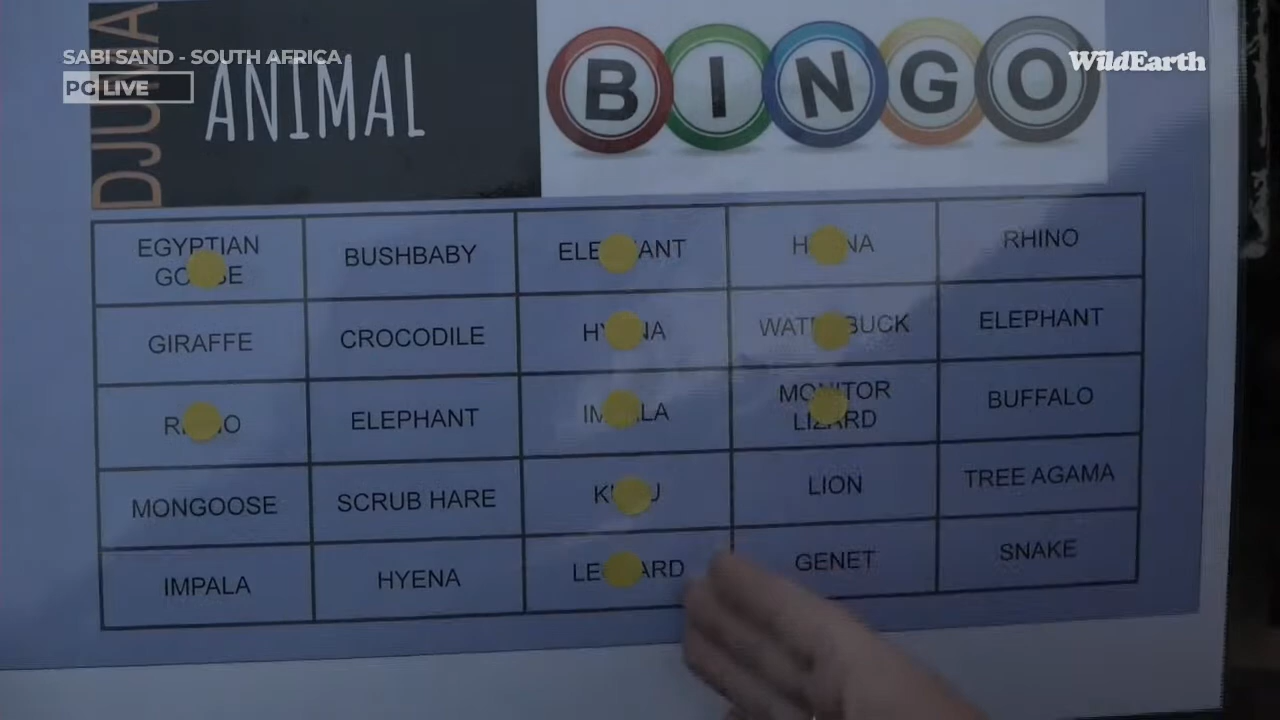 SABI SAND - SOUTH AFRICA
WildEarth
PG LIVE
DJUMA
ANIMAL
BINGO
EGYPTIAN
BUSHBABY
RHINO
GIRAFFE
CROCODILE
ELEPHANT
ELEPHANT
BUFFALO
MONGOOSE
SCRUB HARE
LION
TREE AGAMA
IMPALA
HYENA
GENET
SNAKE